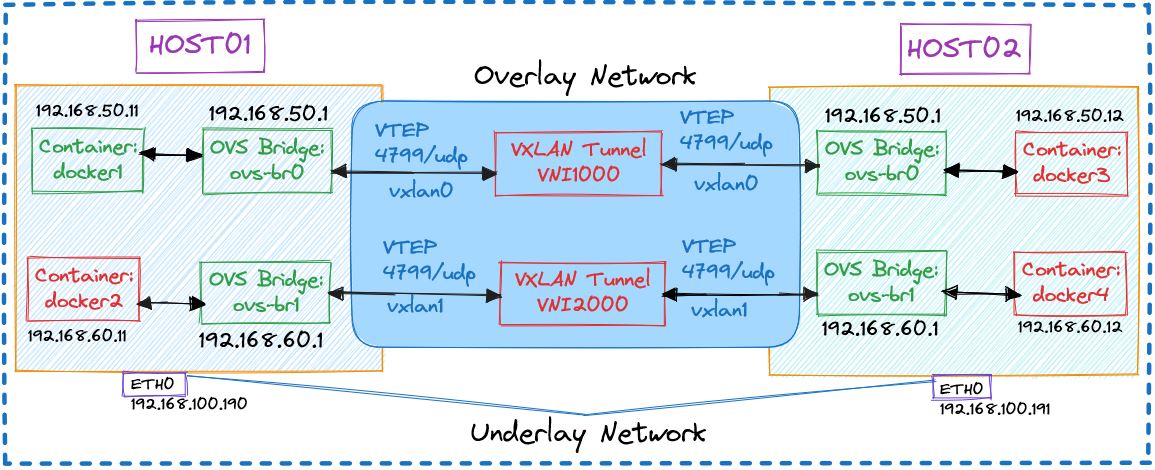 HOST01
HOST02
Overlay Network
192.168.50.11
192.168.50.1
Container:
docker1
OVS Bridge:
ovs-br0
VTEP
4799/udp
vxlan0
VXLAN Tunnel
VNI1000
VTEP
4799/udp
vxlan0
192.168.50.1
192.168.50.12
OVS Bridge:
ovs-br0
Container:
docker3
Container:
docker2
192.168.60.11
OVS Bridge:
ovs-br1
192.168.60.1
VTEP
4799/udp
vxlan1
VXLAN Tunnel
VNI2000
VTEP
4799/udp
vxlan1
OVS Bridge:
ovs-br1
192.168.60.1
Container:
docker4
192.168.60.12
ETH0
192.168.100.190
ETH0
192.168.100.191
Underlay Network